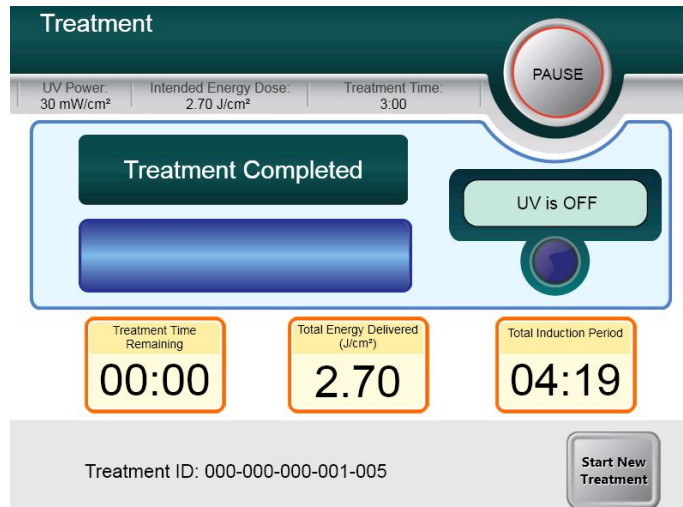 Treatment
PAUSE
UV Power:
30 mW/cm²
Intended Energy Dose:
2.70 J/cm²
Treatment Time:
3:00
Treatment Completed
UV is OFF
Treatment Time
Remaining
00:00
Total Energy Delivered
(J/cm²)
2.70
Total Induction Period
04:19
Treatment ID: 000-000-000-001-005
Start New
Treatment